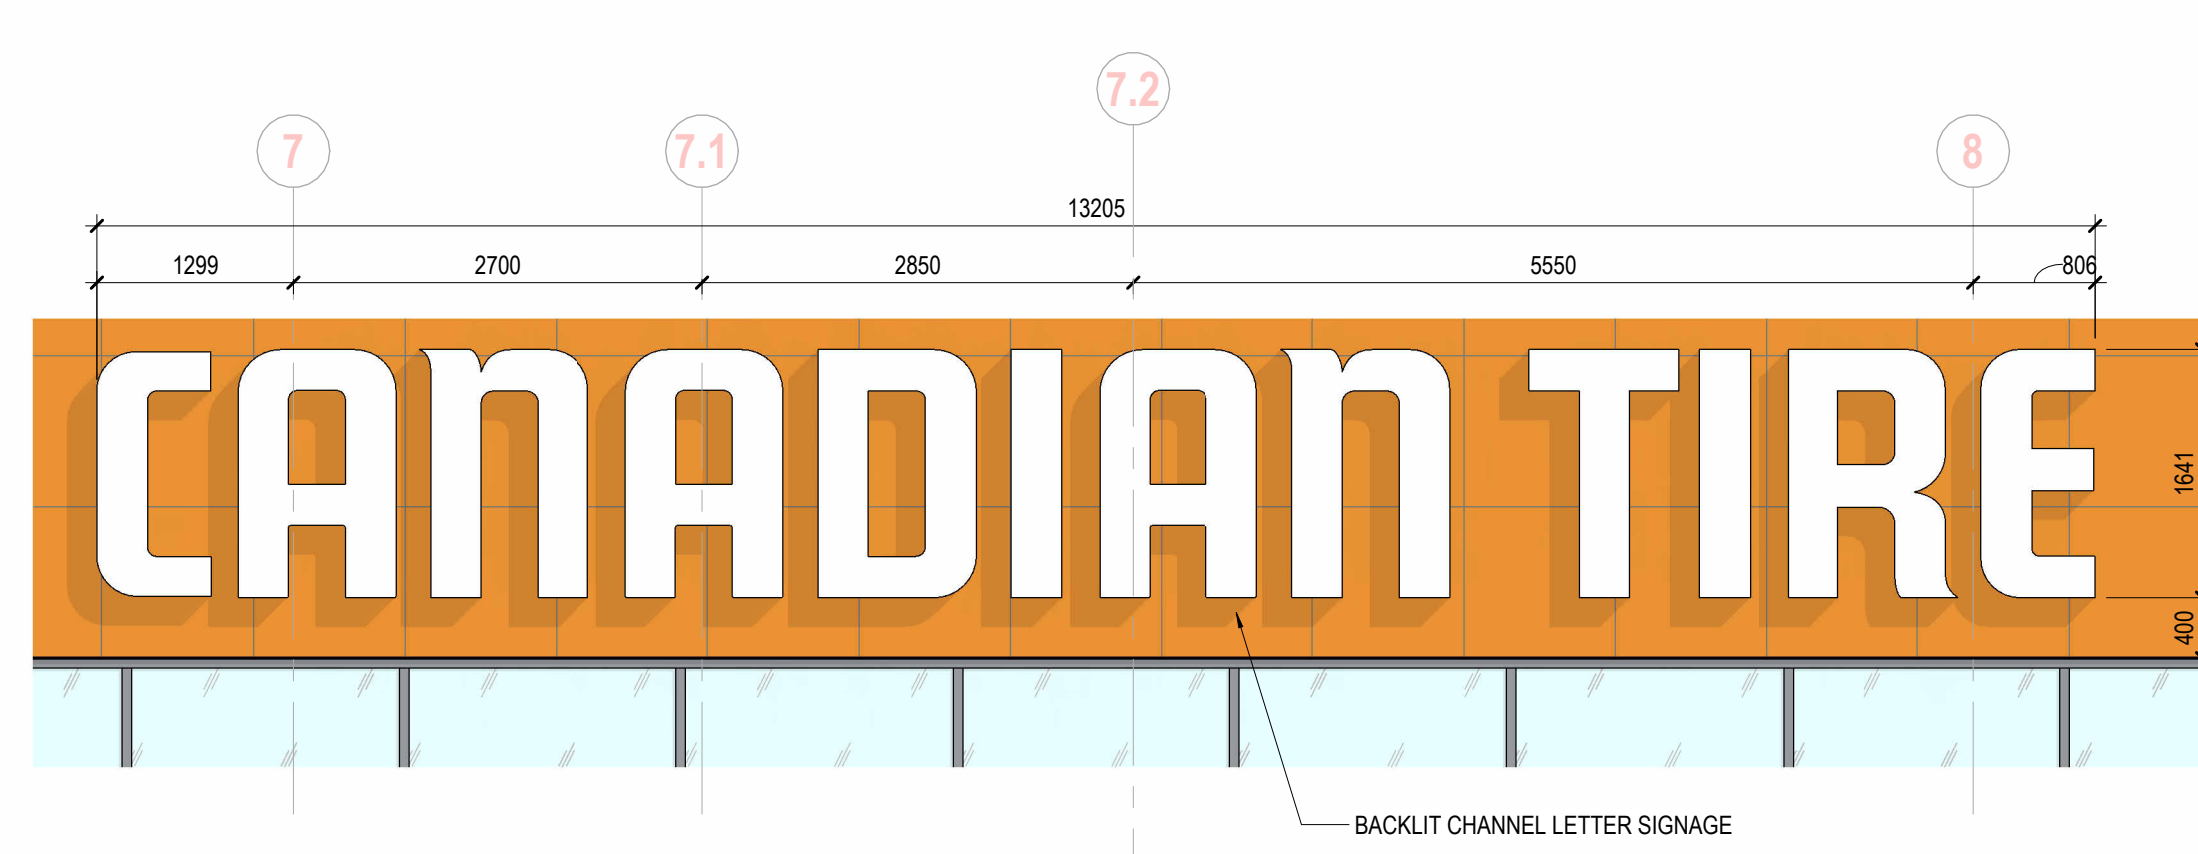 7.2
7 7.1 8
13205
1299 2700 2850 5550 806
CANADIAN TIRE
1641
400
BACKLIT CHANNEL LETTER SIGNAGE